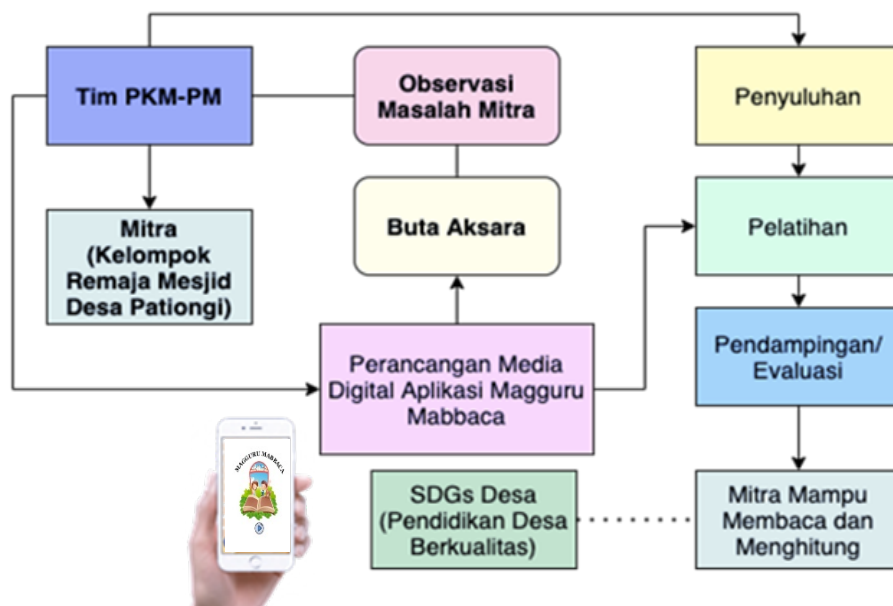 Tim PKM-PM
Observasi
Masalah Mitra
Penyuluhan
Mitra
(Kelompok
Remaja Mesjid
Desa Pationgi)
Buta Aksara
Pelatihan
Perancangan Media
Digital Aplikasi Magguru
Mabbaca
Pendampingan/
Evaluasi
MAGGURU MABBACA
SDGs Desa
(Pendidikan Desa
Berkualitas)
Mitra Mampu
Membaca dan
Menghitung